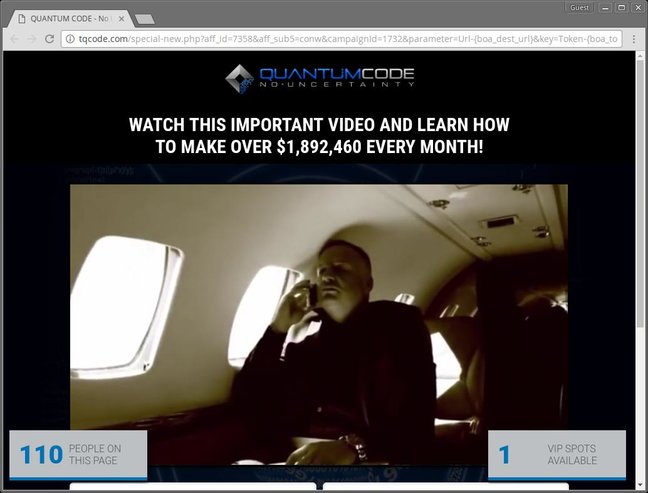 Guest
QUANTUM CODE - No
tqcode.com/special-new.php?aff_id=7358&aff_sub5=conw&campaignId=1732&parameter=Url-{boa_dest_url}&key=Token-{boa_to
QUANTUMCODE
NO•UNCERTAINTY
WATCH THIS IMPORTANT VIDEO AND LEARN HOW
TO MAKE OVER $1,892,460 EVERY MONTH!
110 PEOPLE ON
THIS PAGE
1 VIP SPOTS
AVAILABLE